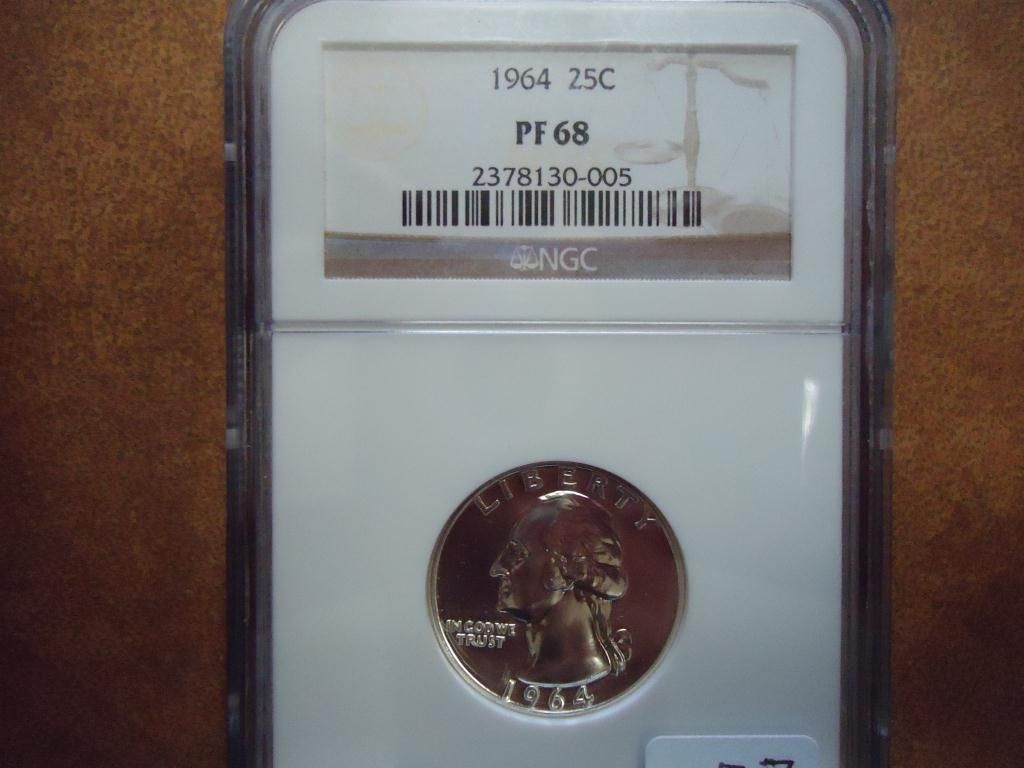 1964 25C
PF 68
2378130-005
NGC
LIBERTY
IN GOD WE
TRUST
1964